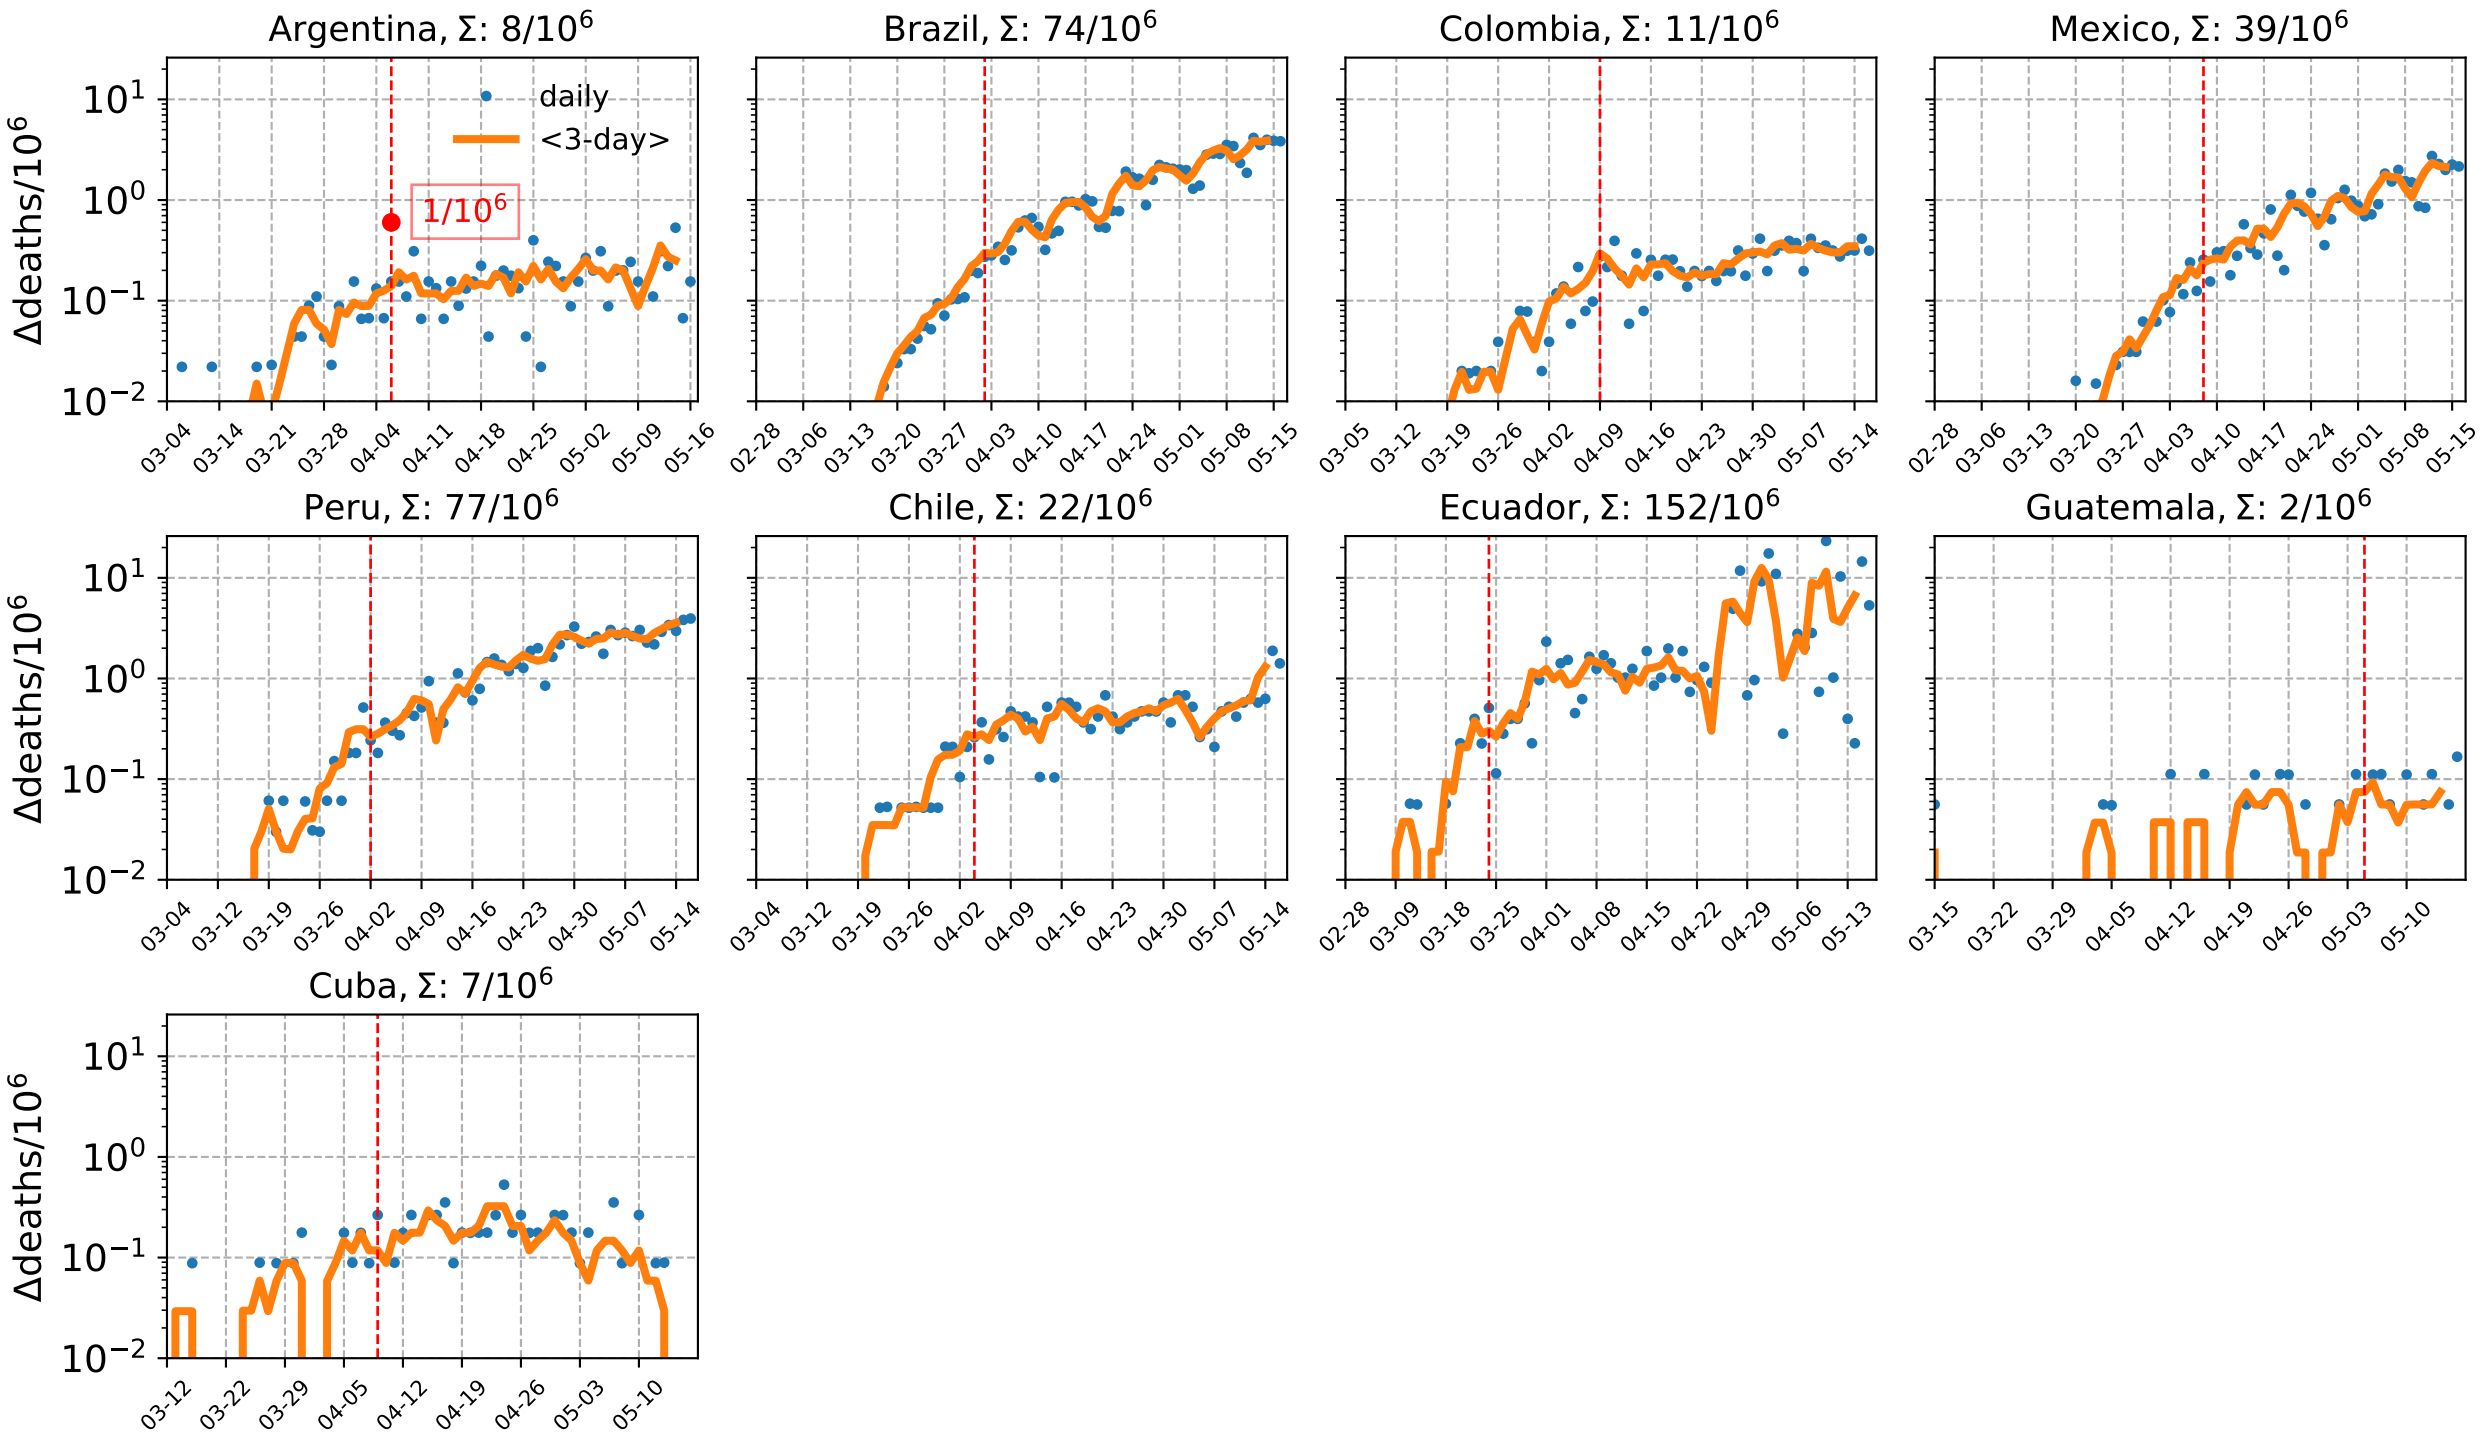 Argentina, Σ: 8/10⁶
Brazil, Σ: 74/10⁶
Colombia, Σ: 11/10⁶
Mexico, Σ: 39/10⁶
Δdeaths/10⁶
10¹
10⁰
10⁻¹
10⁻²
daily
<3-day>
1/10⁶
03-04 03-14 03-21 03-28 04-04 04-11 04-18 04-25 05-02 05-09 05-16
02-28 03-06 03-13 03-20 03-27 04-03 04-10 04-17 04-24 05-01 05-08 05-15
03-05 03-12 03-19 03-26 04-02 04-09 04-16 04-23 04-30 05-07 05-14
02-28 03-06 03-13 03-20 03-27 04-03 04-10 04-17 04-24 05-01 05-08 05-15
Peru, Σ: 77/10⁶
Chile, Σ: 22/10⁶
Ecuador, Σ: 152/10⁶
Guatemala, Σ: 2/10⁶
Δdeaths/10⁶
10¹
10⁰
10⁻¹
10⁻²
03-04 03-12 03-19 03-26 04-02 04-09 04-16 04-23 04-30 05-07 05-14
03-04 03-12 03-19 03-26 04-02 04-09 04-16 04-23 04-30 05-07 05-14
02-28 03-09 03-18 03-25 04-01 04-08 04-15 04-22 04-29 05-06 05-13
03-15 03-22 03-29 04-05 04-12 04-19 04-26 05-03 05-10
Cuba, Σ: 7/10⁶
Δdeaths/10⁶
10¹
10⁰
10⁻¹
10⁻²
03-12 03-22 03-29 04-05 04-12 04-19 04-26 05-03 05-10